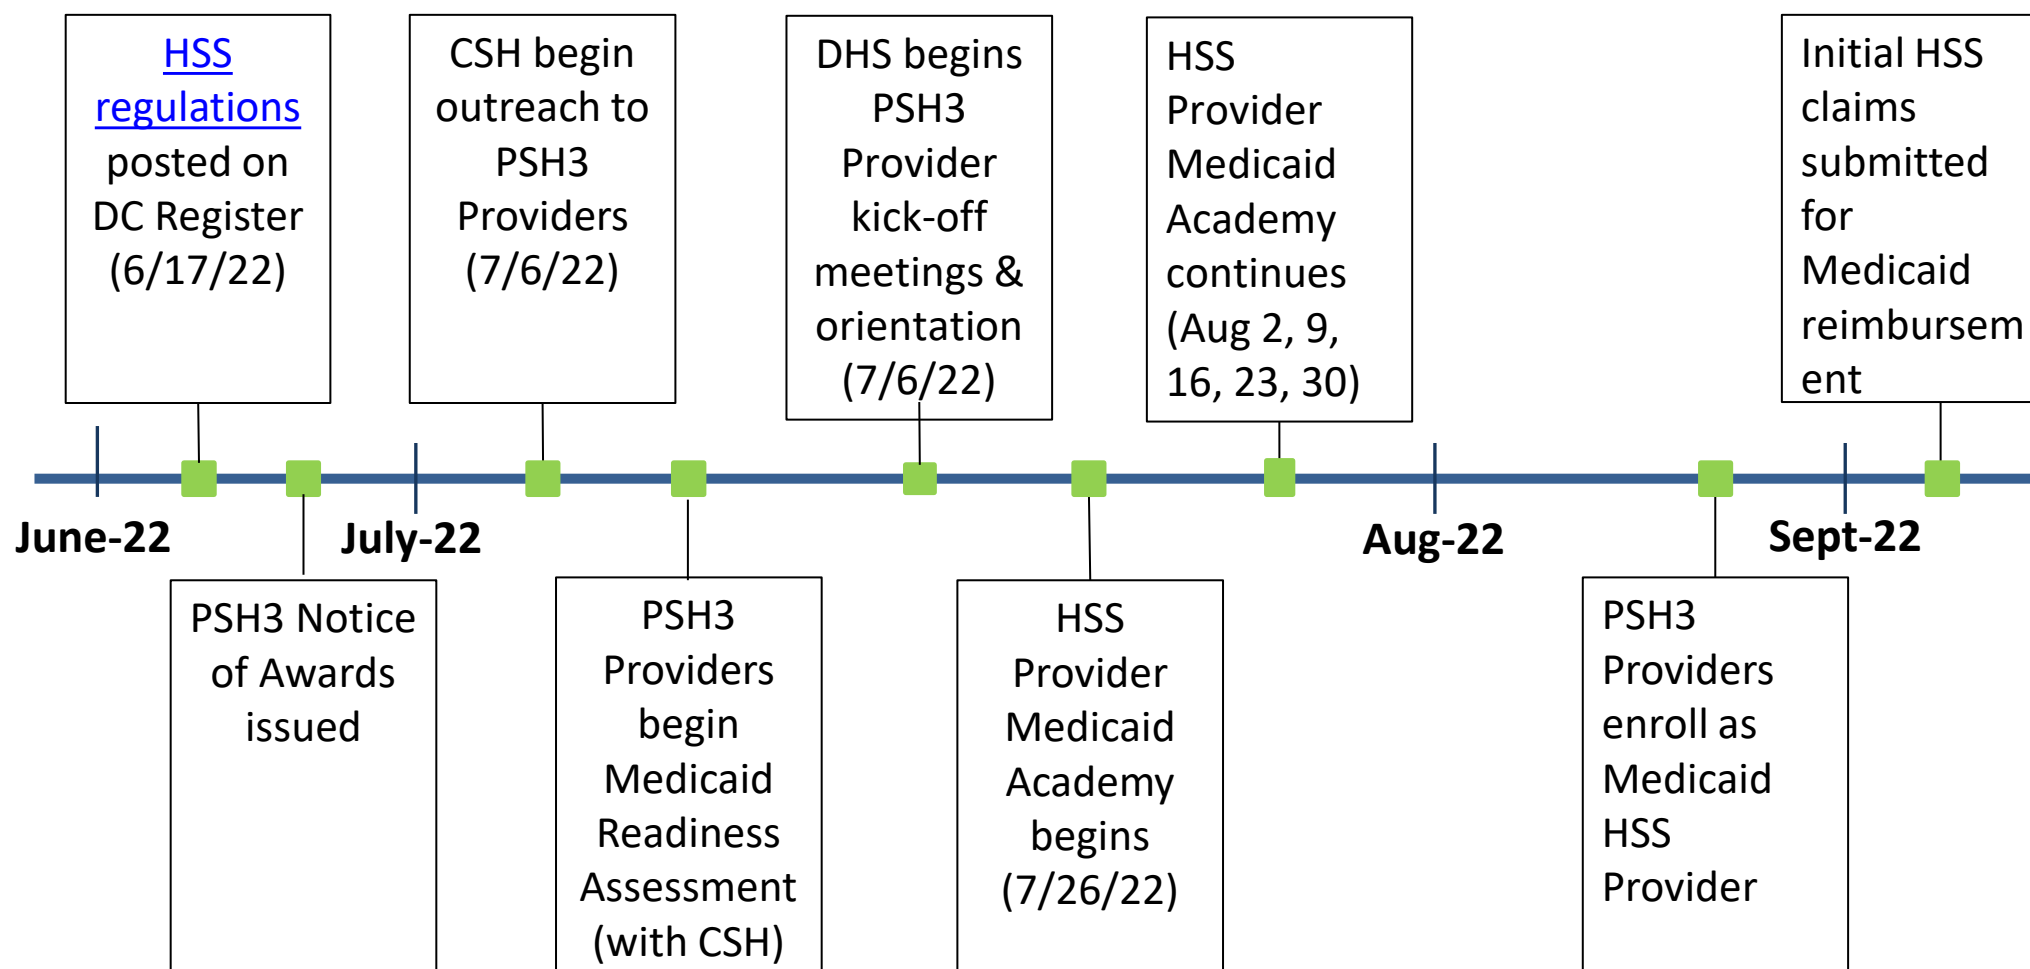 HSS
regulations
posted on
DC Register
(6/17/22)
CSH begin
outreach to
PSH3
Providers
(7/6/22)
DHS begins
PSH3
Provider
kick-off
meetings &
orientation
(7/6/22)
HSS
Provider
Medicaid
Academy
continues
(Aug 2, 9,
16, 23, 30)
Initial HSS
claims
submitted
for
Medicaid
reimbursem
ent
June-22
July-22
Aug-22
Sept-22
PSH3 Notice
of Awards
issued
PSH3
Providers
begin
Medicaid
Readiness
Assessment
(with CSH)
HSS
Provider
Medicaid
Academy
begins
(7/26/22)
PSH3
Providers
enroll as
Medicaid
HSS
Provider